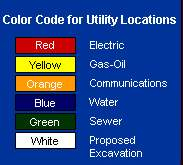 Color Code for Utility Locations
Red Electric
Yellow Gas-Oil
Orange Communications
Blue Water
Green Sewer
White Proposed
Excavation